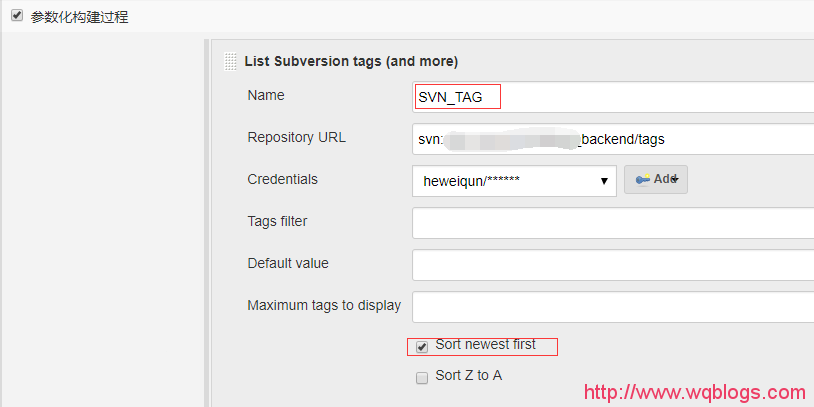 参数化构建过程
List Subversion tags (and more)
Name
SVN_TAG
Repository URL
svn: _backend/tags
Credentials
heweiqun/******
Add
Tags filter
Default value
Maximum tags to display
Sort newest first
Sort Z to A
http://www.wqblogs.com